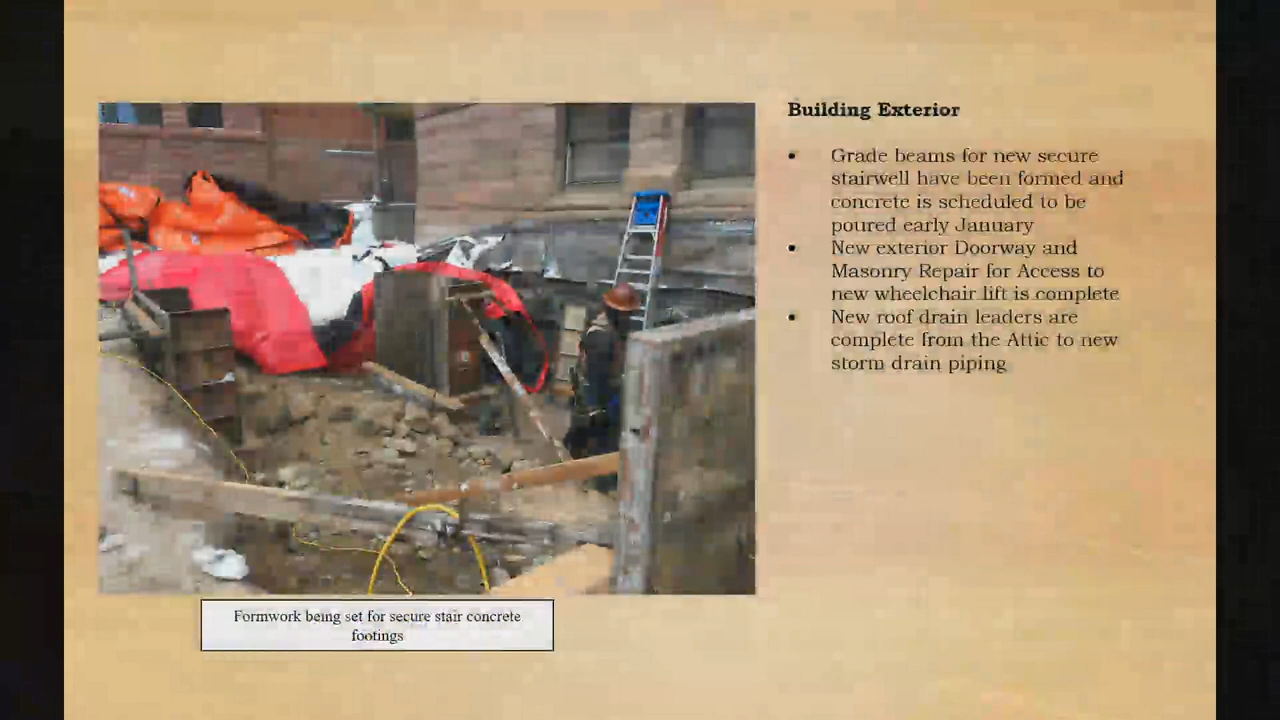 Building Exterior
• Grade beams for new secure
stairwell have been formed and
concrete is scheduled to be
poured early January
• New exterior Doorway and
Masonry Repair for Access to
new wheelchair lift is complete
• New roof drain leaders are
complete from the Attic to new
storm drain piping
Formwork being set for secure stair concrete
footings